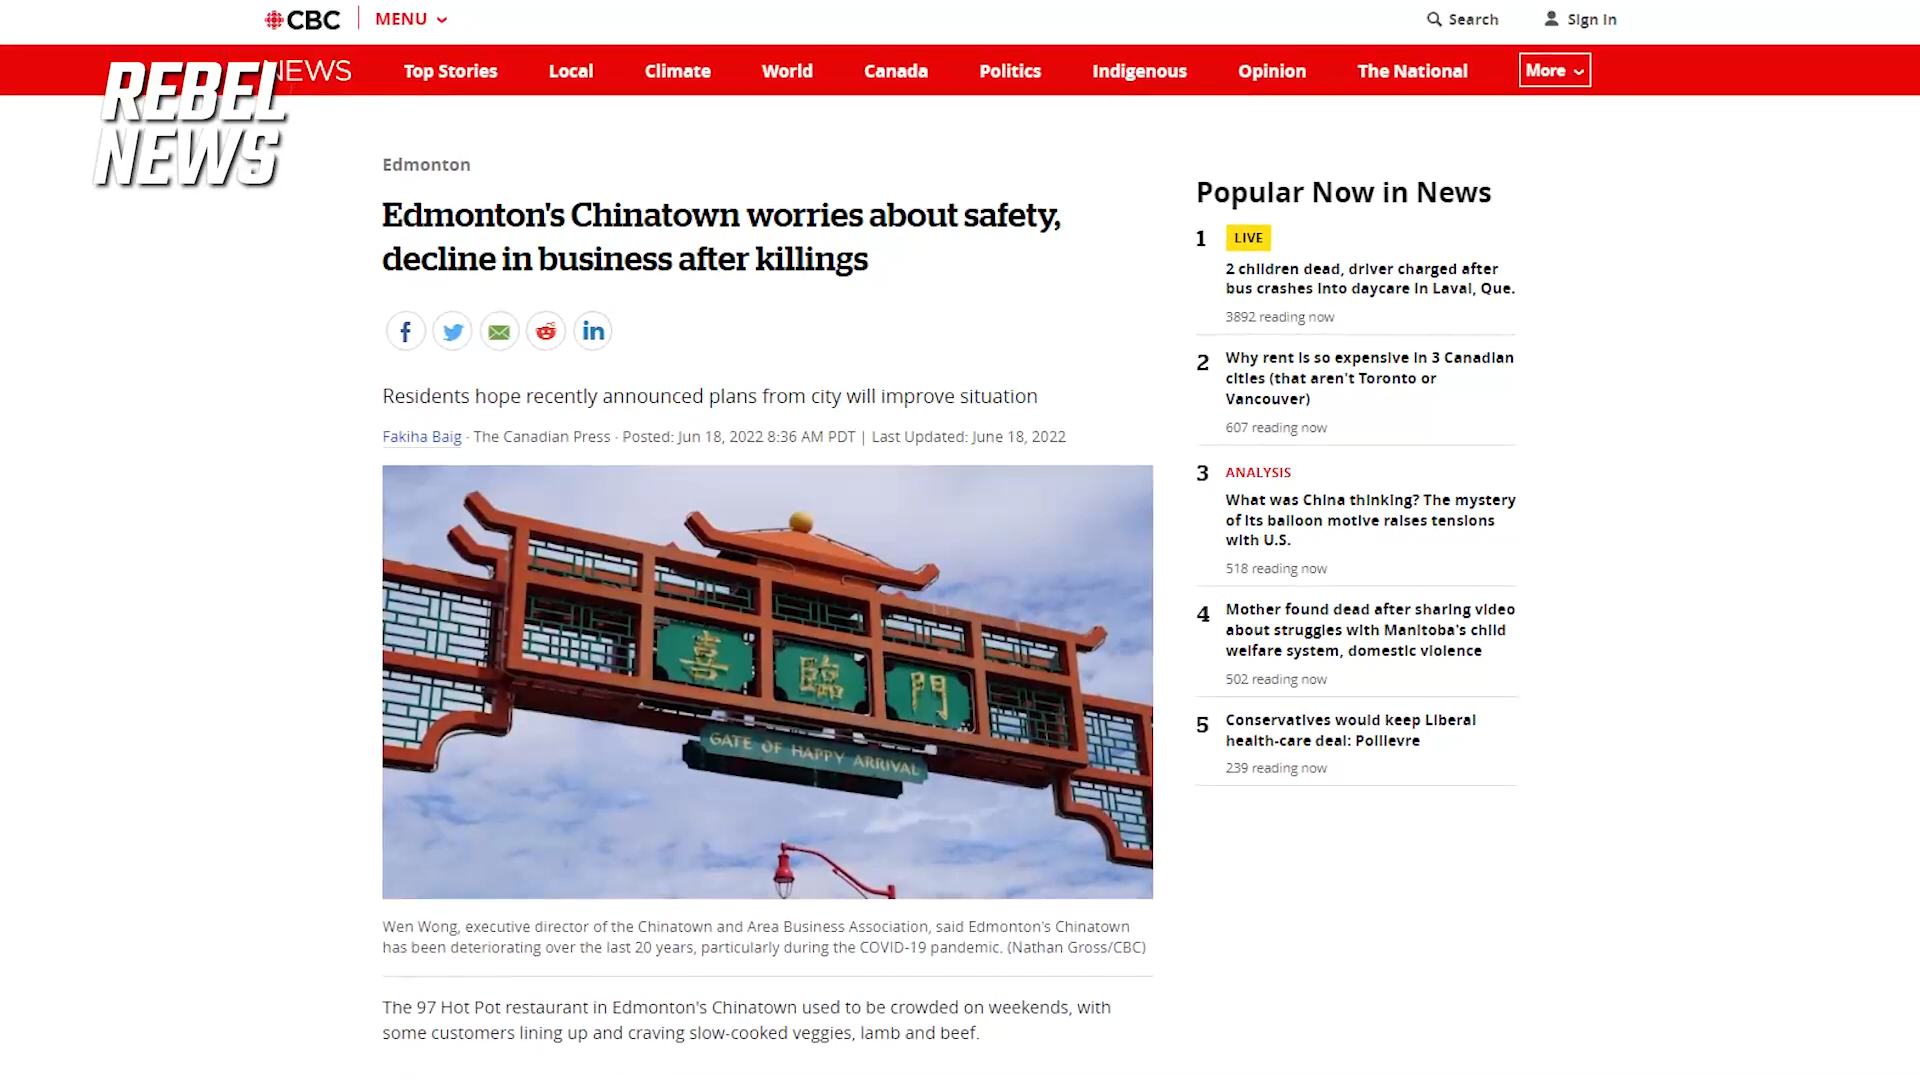 CBC
MENU
Search
Sign In
REBEL
NEWS
NEWS
Top Stories
Local
Climate
World
Canada
Politics
Indigenous
Opinion
The National
More
Edmonton
Edmonton's Chinatown worries about safety,
decline in business after killings
Residents hope recently announced plans from city will improve situation
Fakiha Baig · The Canadian Press · Posted: Jun 18, 2022 8:36 AM PDT | Last Updated: June 18, 2022
喜臨門
GATE OF HAPPY ARRIVAL
Wen Wong, executive director of the Chinatown and Area Business Association, said Edmonton's Chinatown
has been deteriorating over the last 20 years, particularly during the COVID-19 pandemic. (Nathan Gross/CBC)
The 97 Hot Pot restaurant in Edmonton's Chinatown used to be crowded on weekends, with
some customers lining up and craving slow-cooked veggies, lamb and beef.
Popular Now in News
1
LIVE
2 children dead, driver charged after
bus crashes into daycare in Laval, Que.
3892 reading now
2
Why rent is so expensive in 3 Canadian
cities (that aren't Toronto or
Vancouver)
607 reading now
3
ANALYSIS
What was China thinking? The mystery
of its balloon motive raises tensions
with U.S.
518 reading now
4
Mother found dead after sharing video
about struggles with Manitoba's child
welfare system, domestic violence
502 reading now
5
Conservatives would keep Liberal
health-care deal: Poilievre
239 reading now